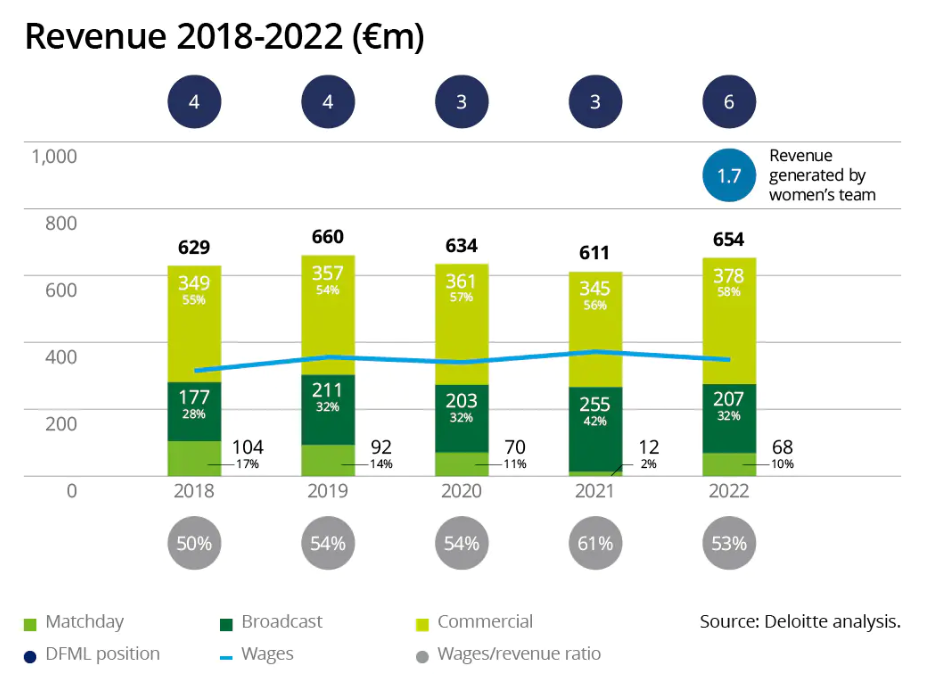 Revenue 2018-2022 (€m)
4 4 3 3 6
1,000
1.7
Revenue
generated by
women's team
800
629 660 634 611 654
600
349 357 361 345 378
55% 54% 57% 56% 58%
400
177 211 203 255 207
28% 32% 32% 42% 32%
200
104 92 70 12 68
17% 14% 11% 2% 10%
0
2018 2019 2020 2021 2022
50% 54% 54% 61% 53%
Matchday Broadcast Commercial Source: Deloitte analysis.
DFML position Wages Wages/revenue ratio